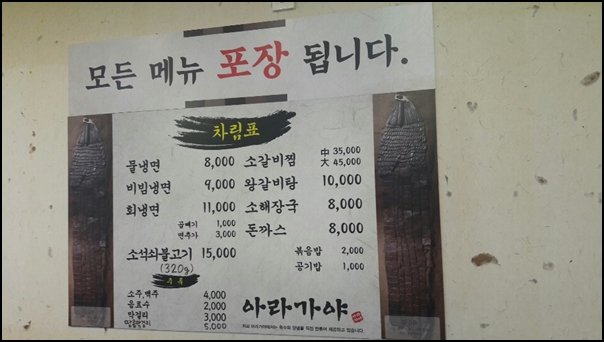 모든 메뉴 포장 됩니다.
차림표
물냉면 8,000
비빔냉면 9,000
회냉면 11,000
곱빼기 1,000
면추가 3,000
소석쇠불고기 15,000
(320g)
소갈비찜 中 35,000
大 45,000
왕갈비탕 10,000
소해장국 8,000
돈까스 8,000
볶음밥 2,000
공기밥 1,000
소주,맥주 4,000
음료수 2,000
막걸리 3,000
5,000
아라가야